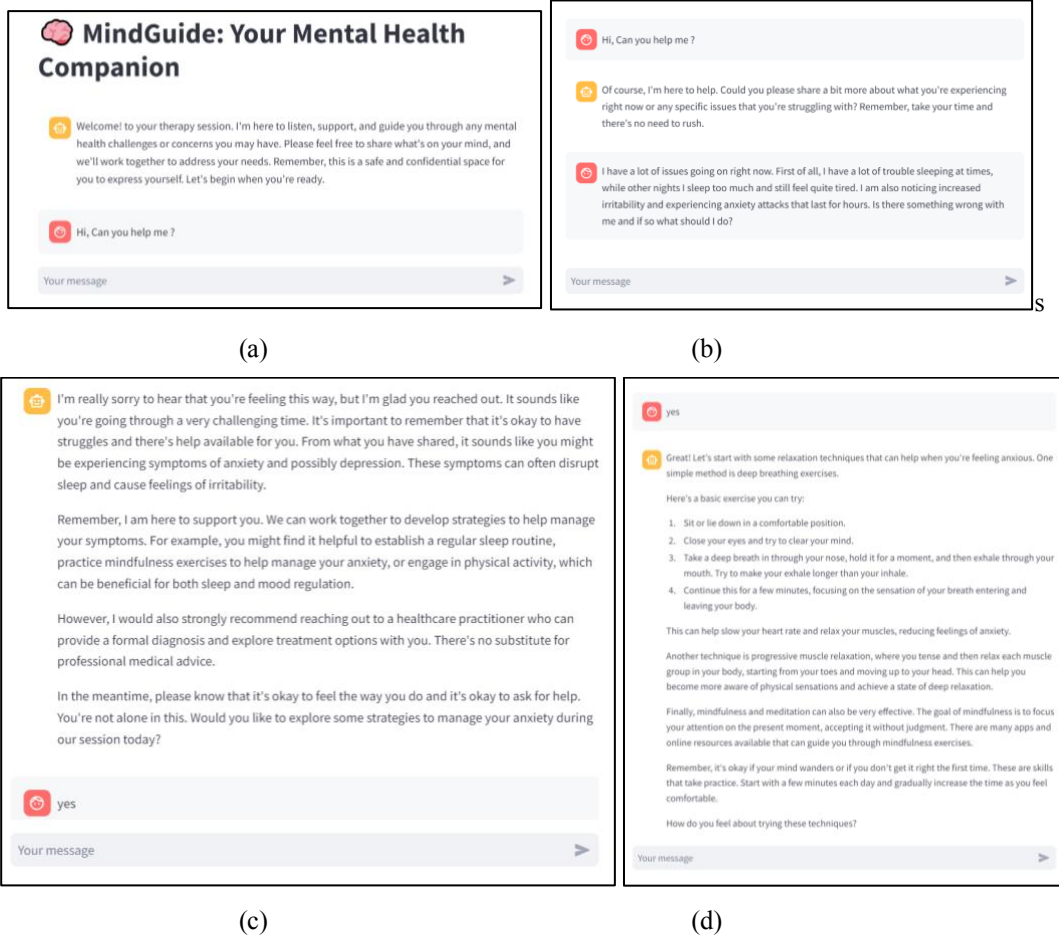 MindGuide: Your Mental Health
Companion
Welcome! to your therapy session. I'm here to listen, support, and guide you through any mental
health challenges or concerns you may have. Please feel free to share what's on your mind, and
we'll work together to address your needs. Remember, this is a safe and confidential space for
you to express yourself. Let's begin when you're ready.
Hi, Can you help me ?
Your message
(a)
Hi, Can you help me ?
Of course, I'm here to help. Could you please share a bit more about what you're experiencing
right now or any specific issues that you're struggling with? Remember, take your time and
there's no need to rush.
I have a lot of issues going on right now. First of all, I have a lot of trouble sleeping at times,
while other nights I sleep too much and still feel quite tired. I am also noticing increased
irritability and experiencing anxiety attacks that last for hours. Is there something wrong with
me and if so what should I do?
Your message
s
(b)
I'm really sorry to hear that you're feeling this way, but I'm glad you reached out. It sounds like
you're going through a very challenging time. It's important to remember that it's okay to have
struggles and there's help available for you. From what you have shared, it sounds like you might
be experiencing symptoms of anxiety and possibly depression. These symptoms can often disrupt
sleep and cause feelings of irritability.
Remember, I am here to support you. We can work together to develop strategies to help manage
your symptoms. For example, you might find it helpful to establish a regular sleep routine,
practice mindfulness exercises to help manage your anxiety, or engage in physical activity, which
can be beneficial for both sleep and mood regulation.
However, I would also strongly recommend reaching out to a healthcare practitioner who can
provide a formal diagnosis and explore treatment options with you. There's no substitute for
professional medical advice.
In the meantime, please know that it's okay to feel the way you do and it's okay to ask for help.
You're not alone in this. Would you like to explore some strategies to manage your anxiety during
our session today?
yes
Your message
(c)
yes
Great! Let's start with some relaxation techniques that can help when you're feeling anxious. One
simple method is deep breathing exercises.
Here's a basic exercise you can try:
1. Sit or lie down in a comfortable position.
2. Close your eyes and try to clear your mind.
3. Take a deep breath in through your nose, hold it for a moment, and then exhale through your
mouth. Try to make your exhale longer than your inhale.
4. Continue this for a few minutes, focusing on the sensation of your breath entering and
leaving your body.
This can help slow your heart rate and relax your muscles, reducing feelings of anxiety.
Another technique is progressive muscle relaxation, where you tense and then relax each muscle
group in your body, starting from your toes and moving up to your head. This can help you
become more aware of physical sensations and achieve a state of deep relaxation.
Finally, mindfulness and meditation can also be very effective. The goal of mindfulness is to focus
your attention on the present moment, accepting it without judgment. There are many apps and
online resources available that can guide you through mindfulness exercises.
Remember, it's okay if your mind wanders or if you don't get it right the first time. These are skills
that take practice. Start with a few minutes each day and gradually increase the time as you feel
comfortable.
How do you feel about trying these techniques?
Your message
(d)